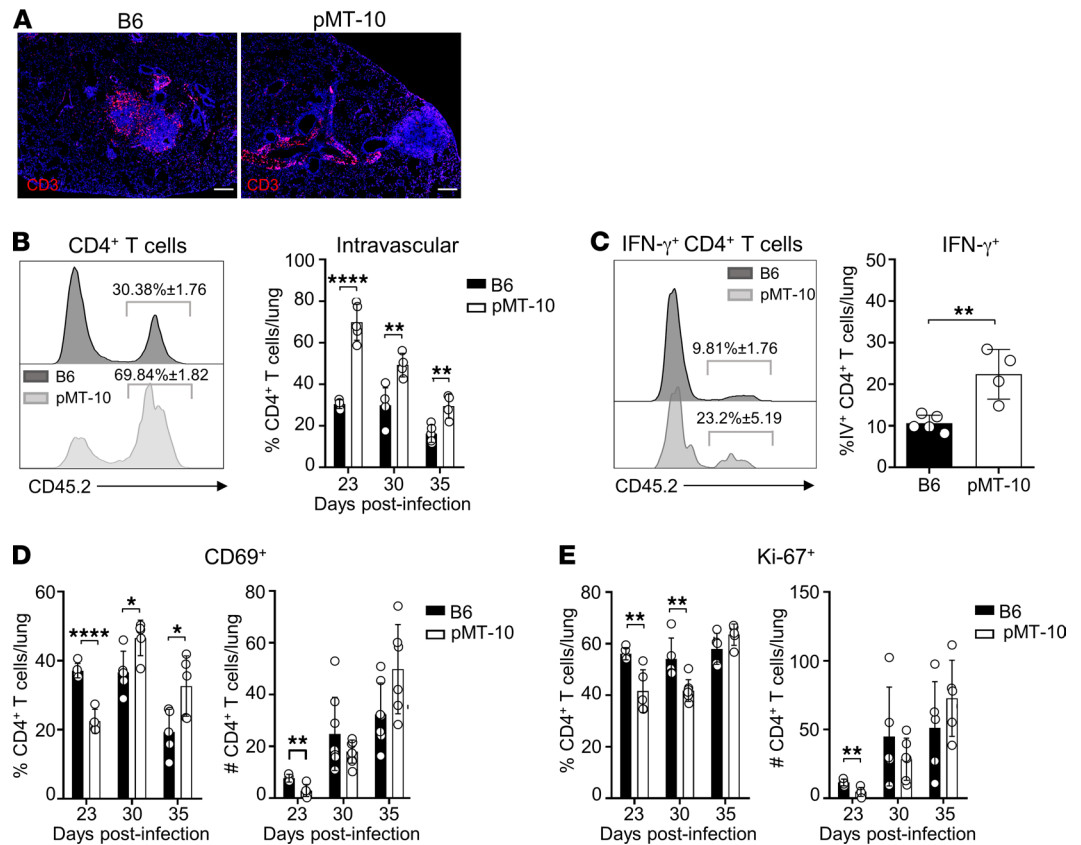 A
B6
pMT-10
CD3
CD3
B
CD4+ T cells
30.38%±1.76
69.84%±1.82
B6
pMT-10
CD45.2
Intravascular
% CD4+ T cells/lung
100
80
60
40
20
0
****
**
**
B6
pMT-10
23 30 35
Days post-infection
C
IFN-γ+ CD4+ T cells
B6
pMT-10
9.81%±1.76
23.2%±5.19
CD45.2
IFN-γ+
%IV+ CD4+ T cells/lung
50
40
30
20
10
0
**
B6 pMT-10
D
CD69+
% CD4+ T cells/lung
60
40
20
0
****
*
*
23 30 35
Days post-infection
# CD4+ T cells/lung
80
60
40
20
0
**
23 30 35
Days post-infection
B6
pMT-10
E
Ki-67+
% CD4+ T cells/lung
80
60
40
20
0
**
**
23 30 35
Days post-infection
# CD4+ T cells/lung
150
100
50
0
**
23 30 35
Days post-infection
B6
pMT-10